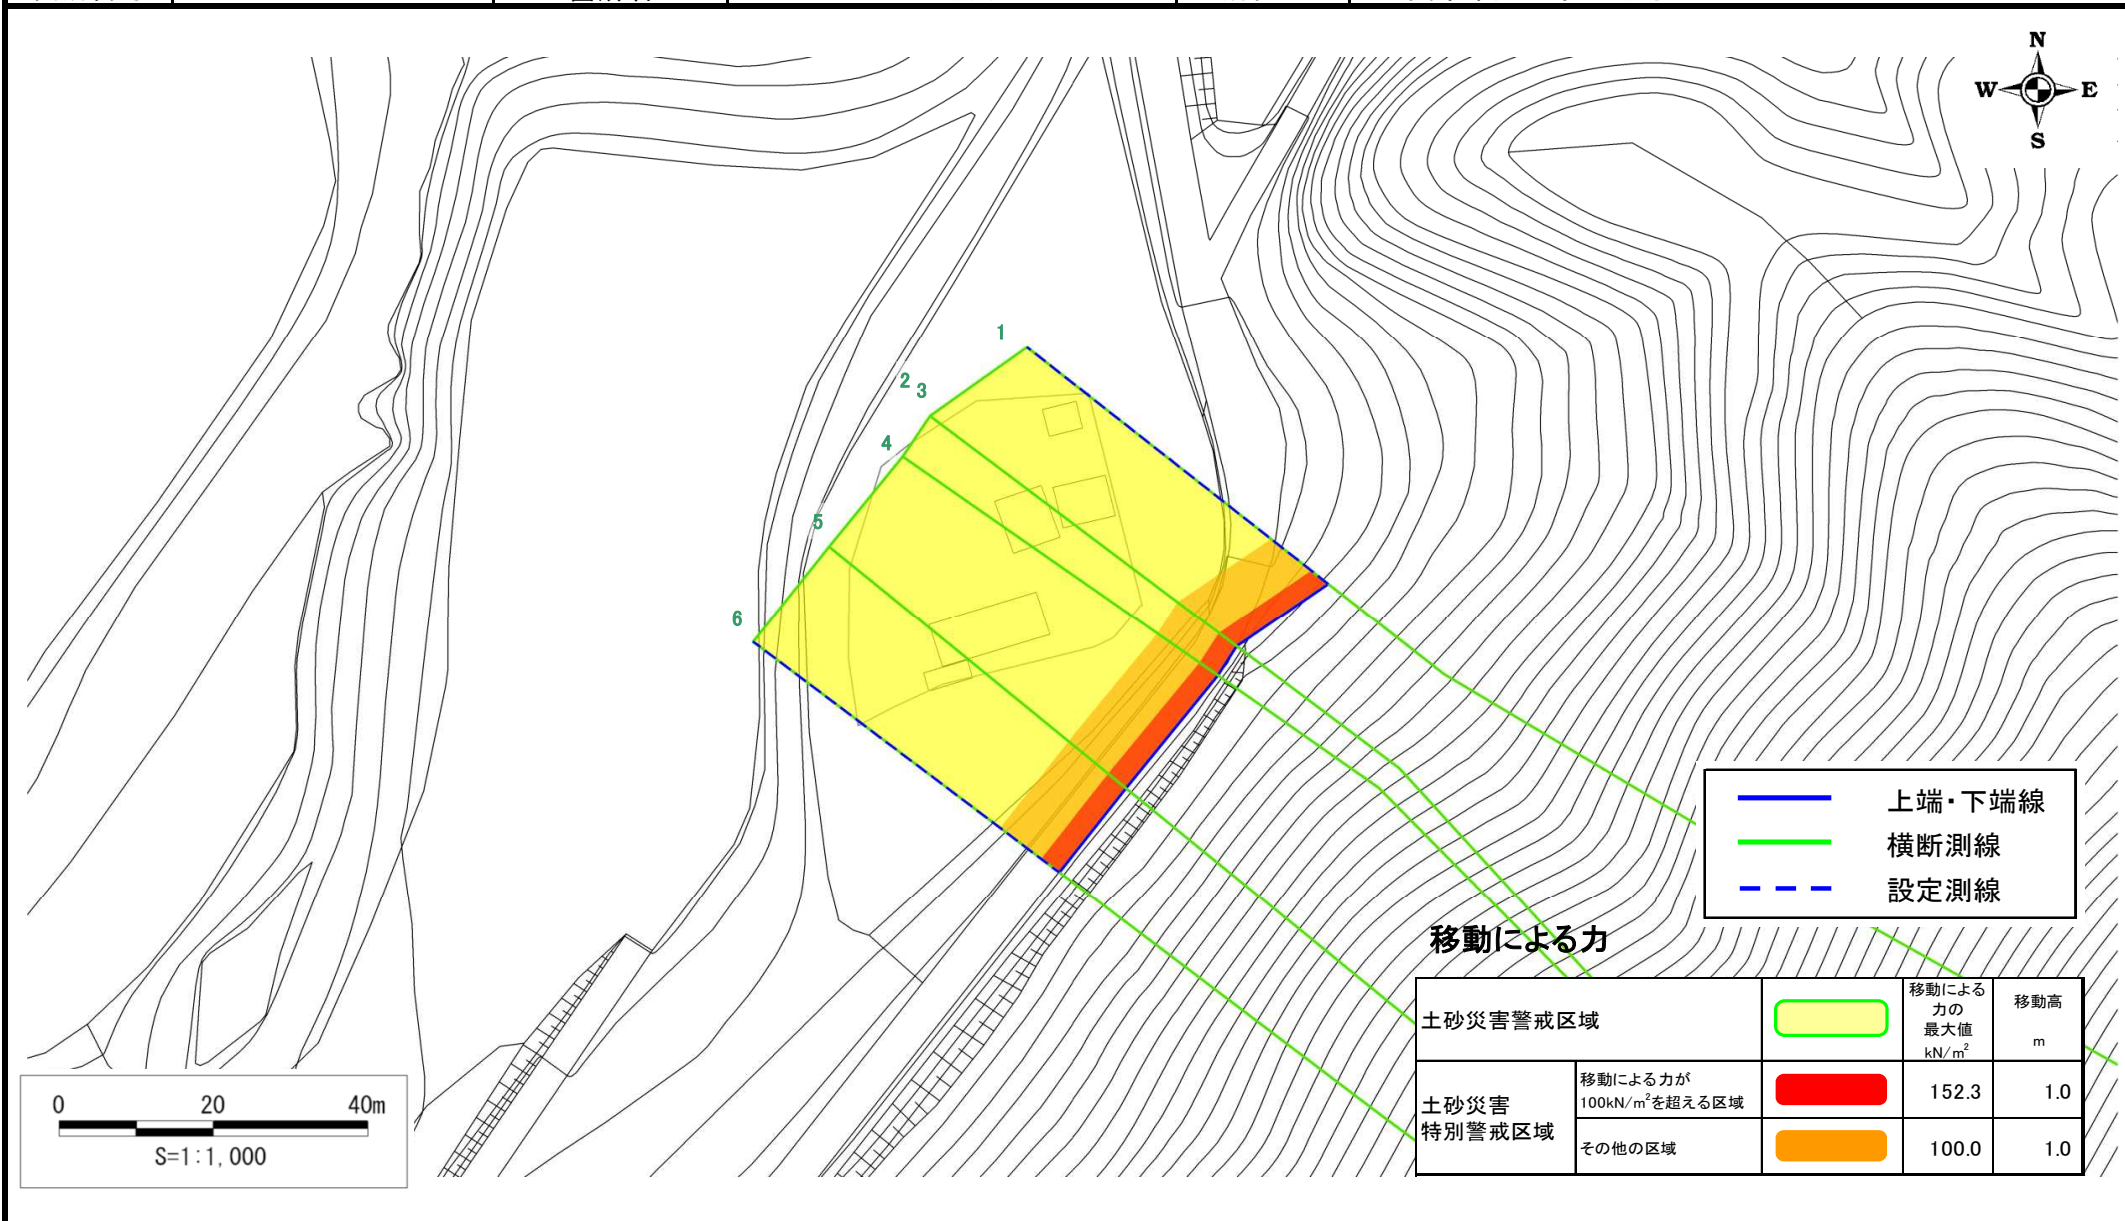 N
W E
S
1
2 3
4
5
6
上端・下端線
横断測線
設定測線
移動による力
土砂災害警戒区域
移動による
力の
最大値
kN/m²
移動高
m
土砂災害
特別警戒区域
移動による力が
100kN/m²を超える区域
152.3 1.0
その他の区域
100.0 1.0
0 20 40m
S=1:1,000